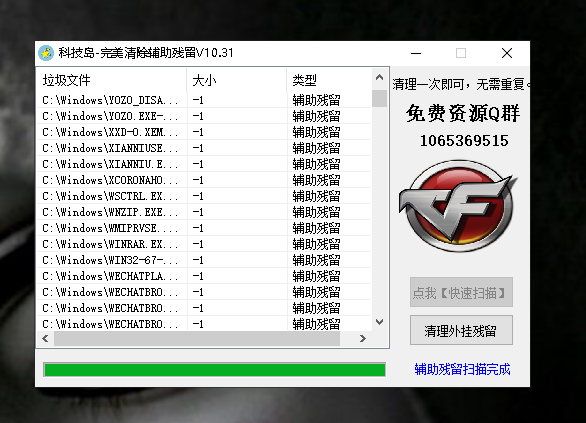 科技岛-完美清除辅助残留V10.31
垃圾文件 大小 类型
C:\Windows\YOZO_DISA... -1 辅助残留
C:\Windows\YOZO.EXE-... -1 辅助残留
C:\Windows\XXD-O.XEM... -1 辅助残留
C:\Windows\XIANNIUSE... -1 辅助残留
C:\Windows\XIANNIU.E... -1 辅助残留
C:\Windows\XCORONAHO... -1 辅助残留
C:\Windows\WSCTRL.EX... -1 辅助残留
C:\Windows\WNZIP.EXE... -1 辅助残留
C:\Windows\WMIPRVSE.... -1 辅助残留
C:\Windows\WINRAR.EX... -1 辅助残留
C:\Windows\WIN32-67-... -1 辅助残留
C:\Windows\WECHATPLA... -1 辅助残留
C:\Windows\WECHATBRO... -1 辅助残留
C:\Windows\WECHATBRO... -1 辅助残留
C:\Windows\WECHATBRO... -1 辅助残留
清理一次即可，无需重复。
免费资源Q群
1065369515
CF
点我【快速扫描】
清理外挂残留
辅助残留扫描完成